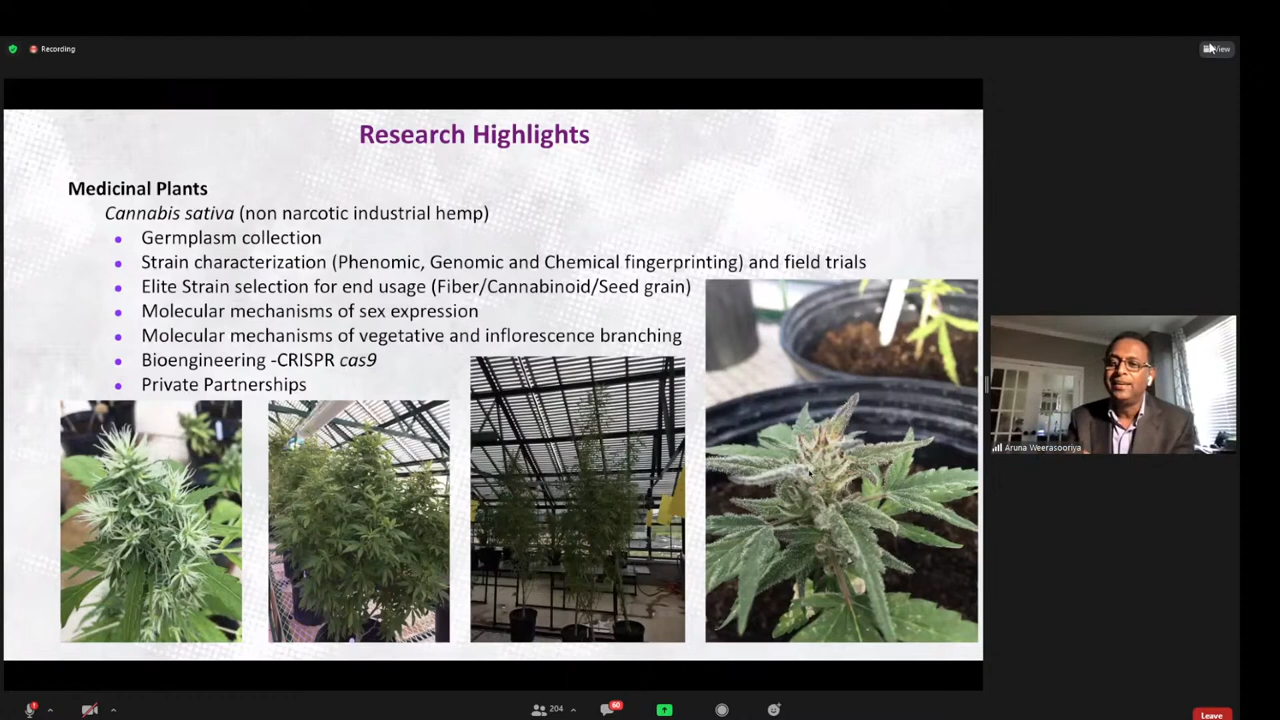 Recording
View
Research Highlights
Medicinal Plants
Cannabis sativa (non narcotic industrial hemp)
• Germplasm collection
• Strain characterization (Phenomic, Genomic and Chemical fingerprinting) and field trials
• Elite Strain selection for end usage (Fiber/Cannabinoid/Seed grain)
• Molecular mechanisms of sex expression
• Molecular mechanisms of vegetative and inflorescence branching
• Bioengineering -CRISPR cas9
• Private Partnerships
Aruna Weerasooriya
204
60
Leave